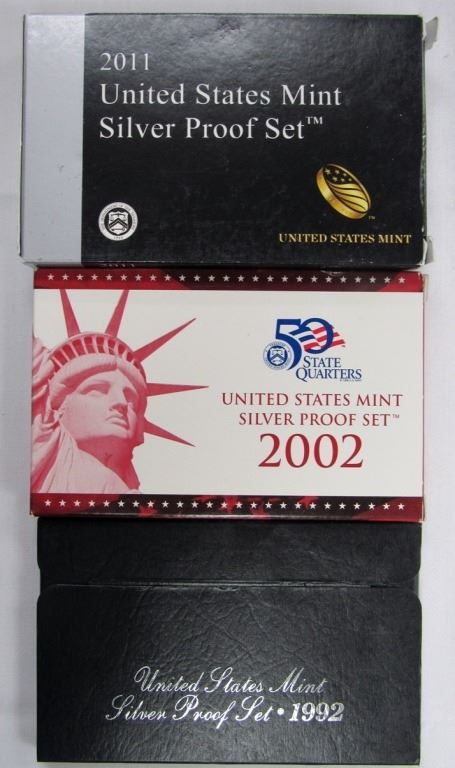 2011
United States Mint
Silver Proof Set™
UNITED STATES MINT
50
STATE
QUARTERS
UNITED STATES MINT
SILVER PROOF SET™
2002
United States Mint
Silver Proof Set • 1992